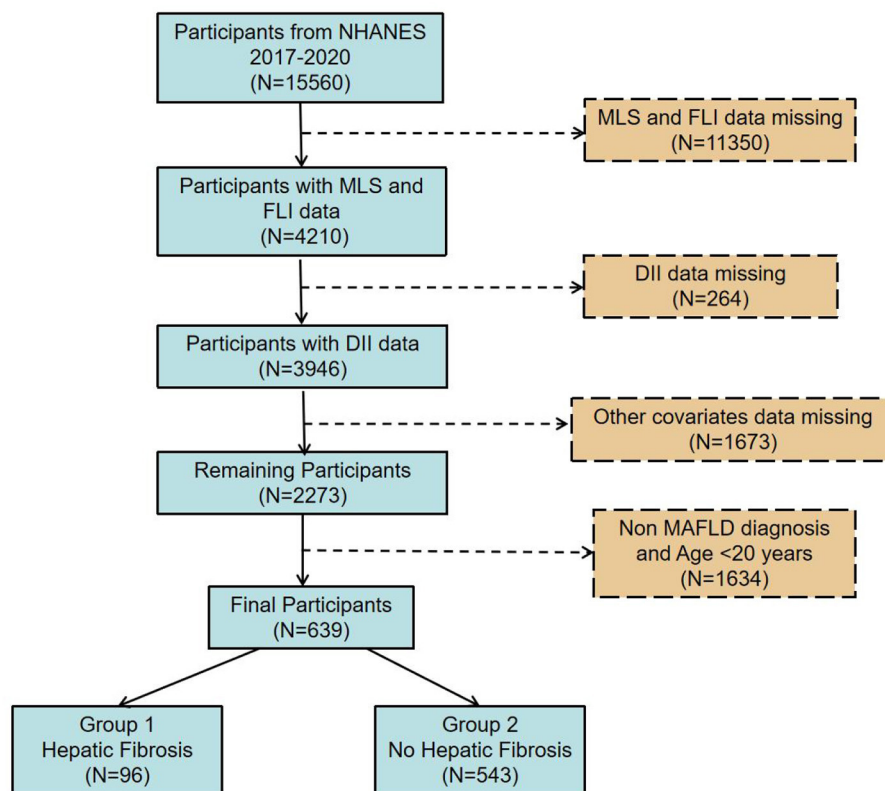 Participants from NHANES
2017-2020
(N=15560)
MLS and FLI data missing
(N=11350)
Participants with MLS and
FLI data
(N=4210)
DII data missing
(N=264)
Participants with DII data
(N=3946)
Other covariates data missing
(N=1673)
Remaining Participants
(N=2273)
Non MAFLD diagnosis
and Age <20 years
(N=1634)
Final Participants
(N=639)
Group 1
Hepatic Fibrosis
(N=96)
Group 2
No Hepatic Fibrosis
(N=543)